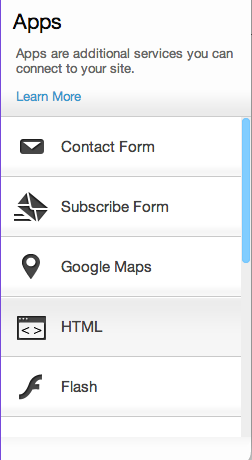 Apps
Apps are additional services you can
connect to your site.
Learn More
Contact Form
Subscribe Form
Google Maps
HTML
Flash